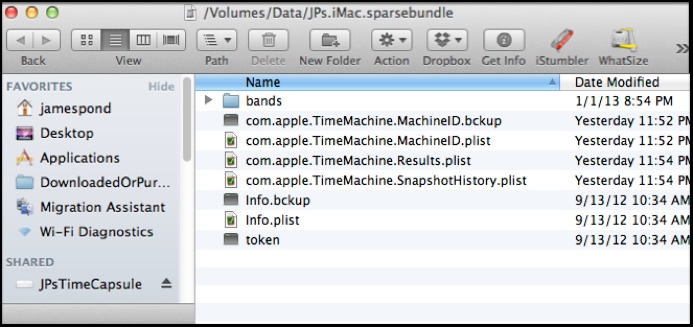 /Volumes/Data/JPs.iMac.sparsebundle
Back View Path Delete New Folder Action Dropbox Get Info iStumbler WhatSize
FAVORITES Hide
jamespond
Desktop
Applications
DownloadedOrPur...
Migration Assistant
Wi-Fi Diagnostics
SHARED
JPsTimeCapsule
Name Date Modified
bands 1/1/13 8:54 PM
com.apple.TimeMachine.MachineID.bckup Yesterday 11:52 PM
com.apple.TimeMachine.MachineID.plist Yesterday 11:52 PM
com.apple.TimeMachine.Results.plist Yesterday 11:54 PM
com.apple.TimeMachine.SnapshotHistory.plist Yesterday 11:54 PM
Info.bckup 9/13/12 10:34 AM
Info.plist 9/13/12 10:34 AM
token 9/13/12 10:34 AM